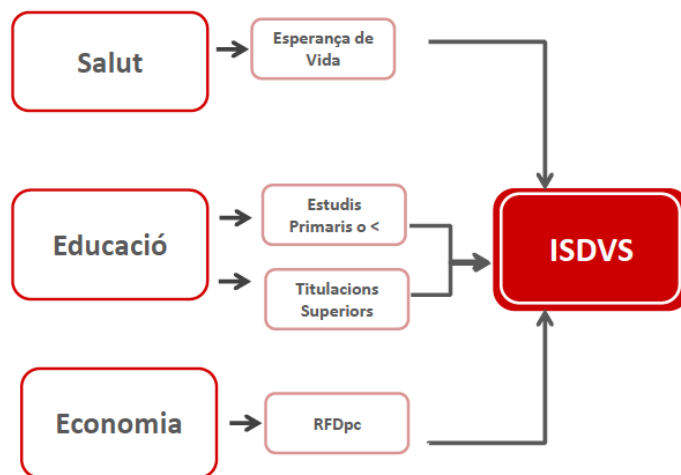 Salut
Esperança de
Vida
Educació
Estudis
Primaris o <
Titulacions
Superiors
ISDVS
Economia
RFDpc